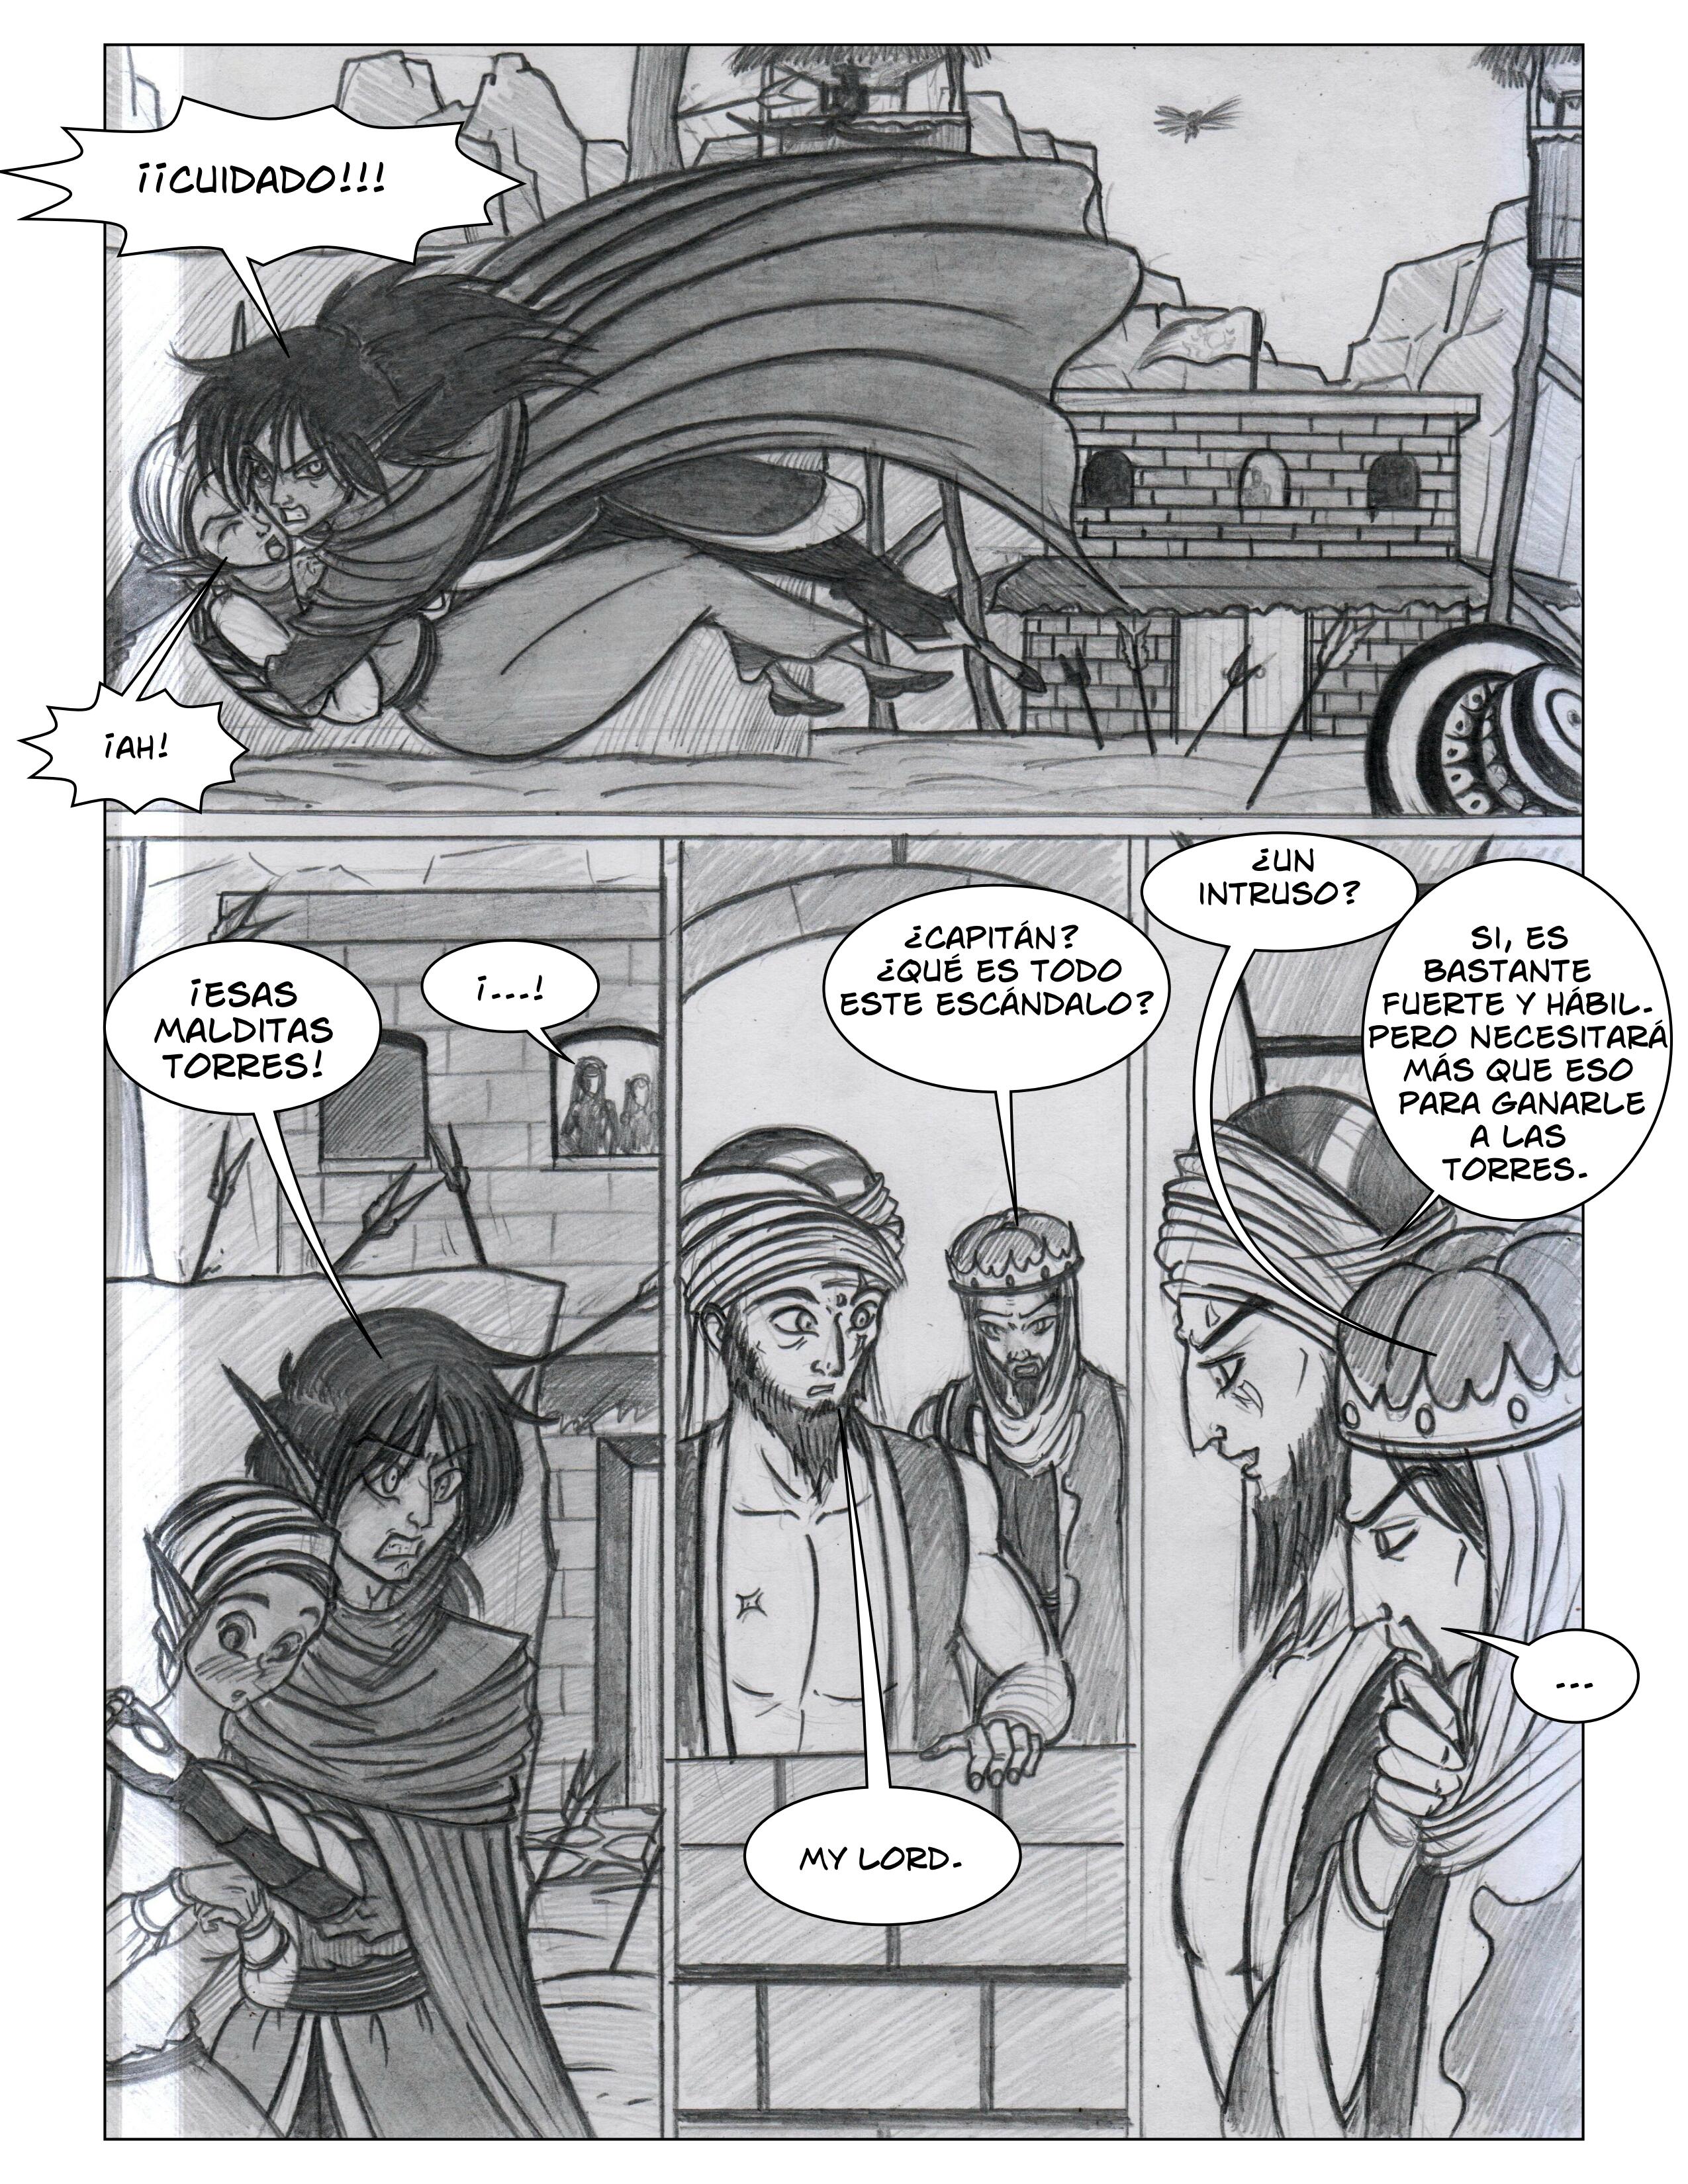 ¡¡CUIDADO!!!
¡AH!
¡ESAS
MALDITAS
TORRES!
¡...!
¿CAPITÁN?
¿QUÉ ES TODO
ESTE ESCÁNDALO?
MY LORD.
¿UN
INTRUSO?
SI, ES
BASTANTE
FUERTE Y HÁBIL.
PERO NECESITARÁ
MÁS QUE ESO
PARA GANARLE
A LAS
TORRES.
...